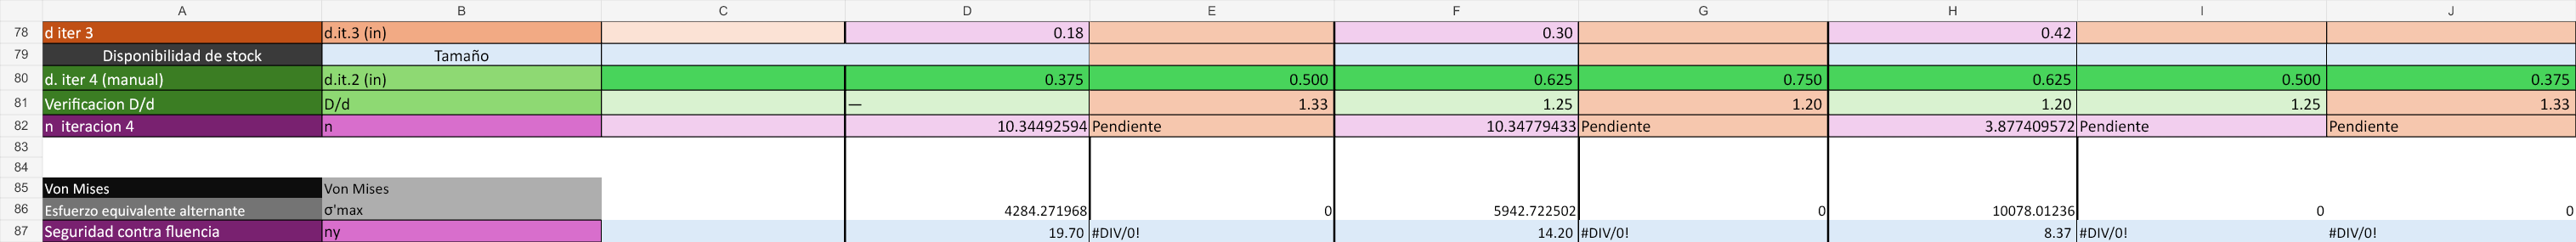 A B C D E F G H I J
78 d iter 3 d.it.3 (in) 0.18 0.30 0.42
79 Disponibilidad de stock Tamaño
80 d. iter 4 (manual) d.it.2 (in) 0.375 0.500 0.625 0.750 0.625 0.500 0.375
81 Verificacion D/d D/d — 1.33 1.25 1.20 1.20 1.25 1.33
82 n iteracion 4 n 10.34492594 Pendiente 10.34779433 Pendiente 3.877409572 Pendiente Pendiente
83
84
85 Von Mises Von Mises
86 Esfuerzo equivalente alternante σ'max 4284.271968 0 5942.722502 0 10078.01236 0 0
87 Seguridad contra fluencia ny 19.70 #DIV/0! 14.20 #DIV/0! 8.37 #DIV/0! #DIV/0!